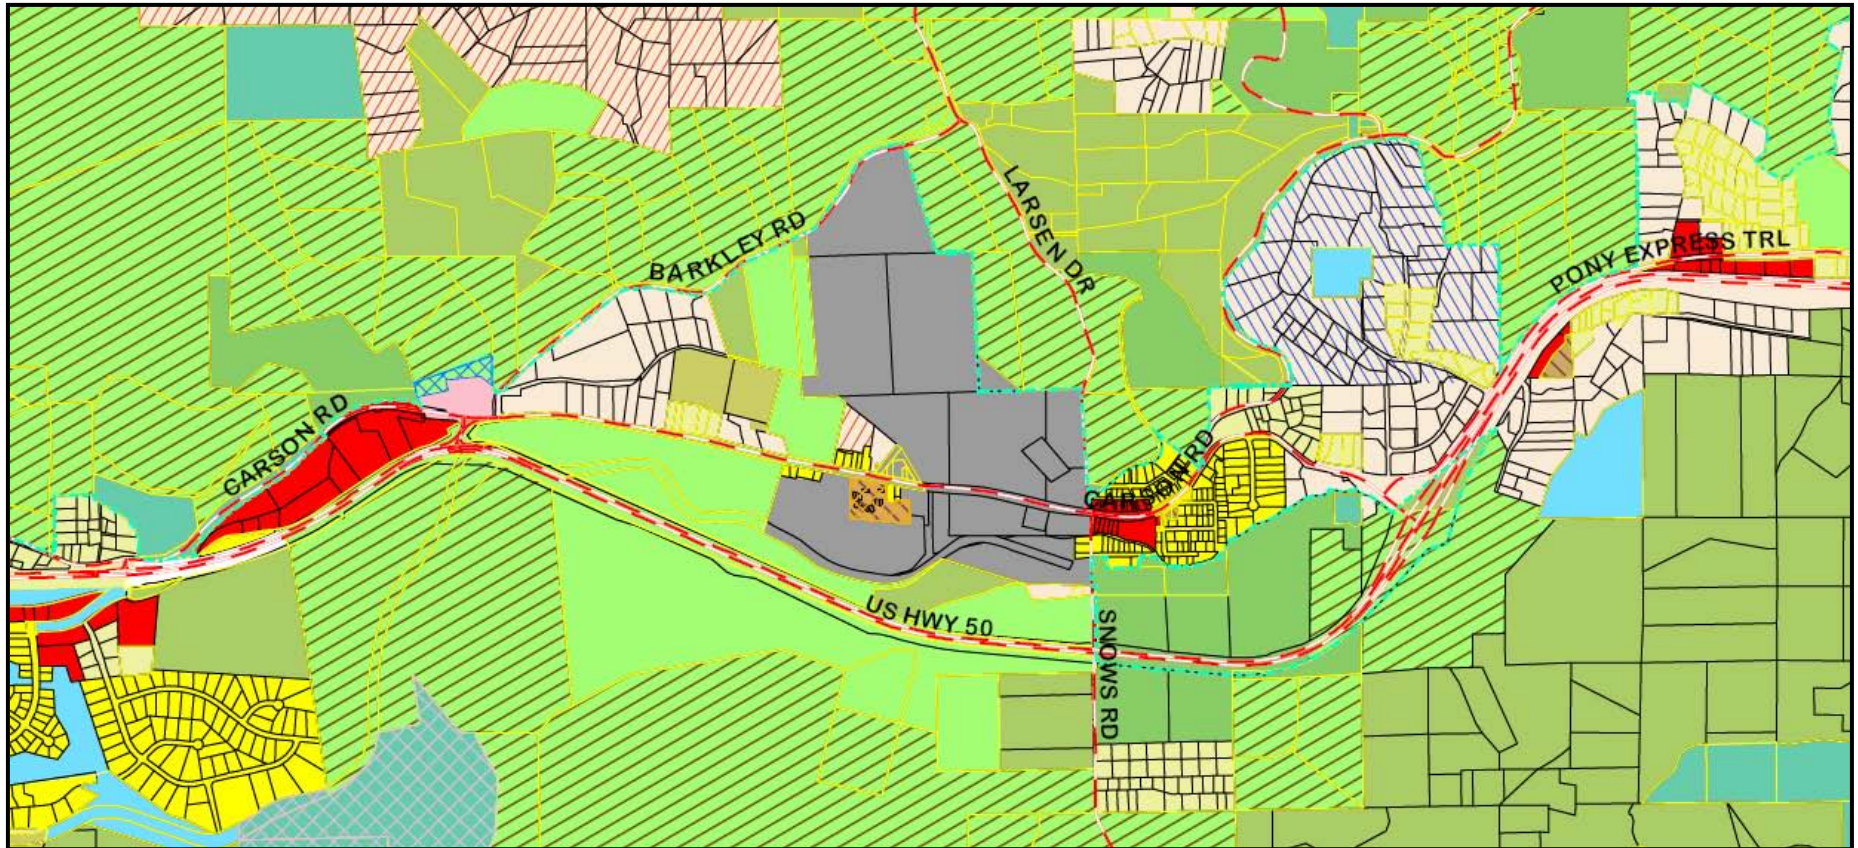 BARKLEY RD
LARSEN DR
PONY EXPRESS TRL
CARSON RD
CARSON RD
US HWY 50
SNOWS RD